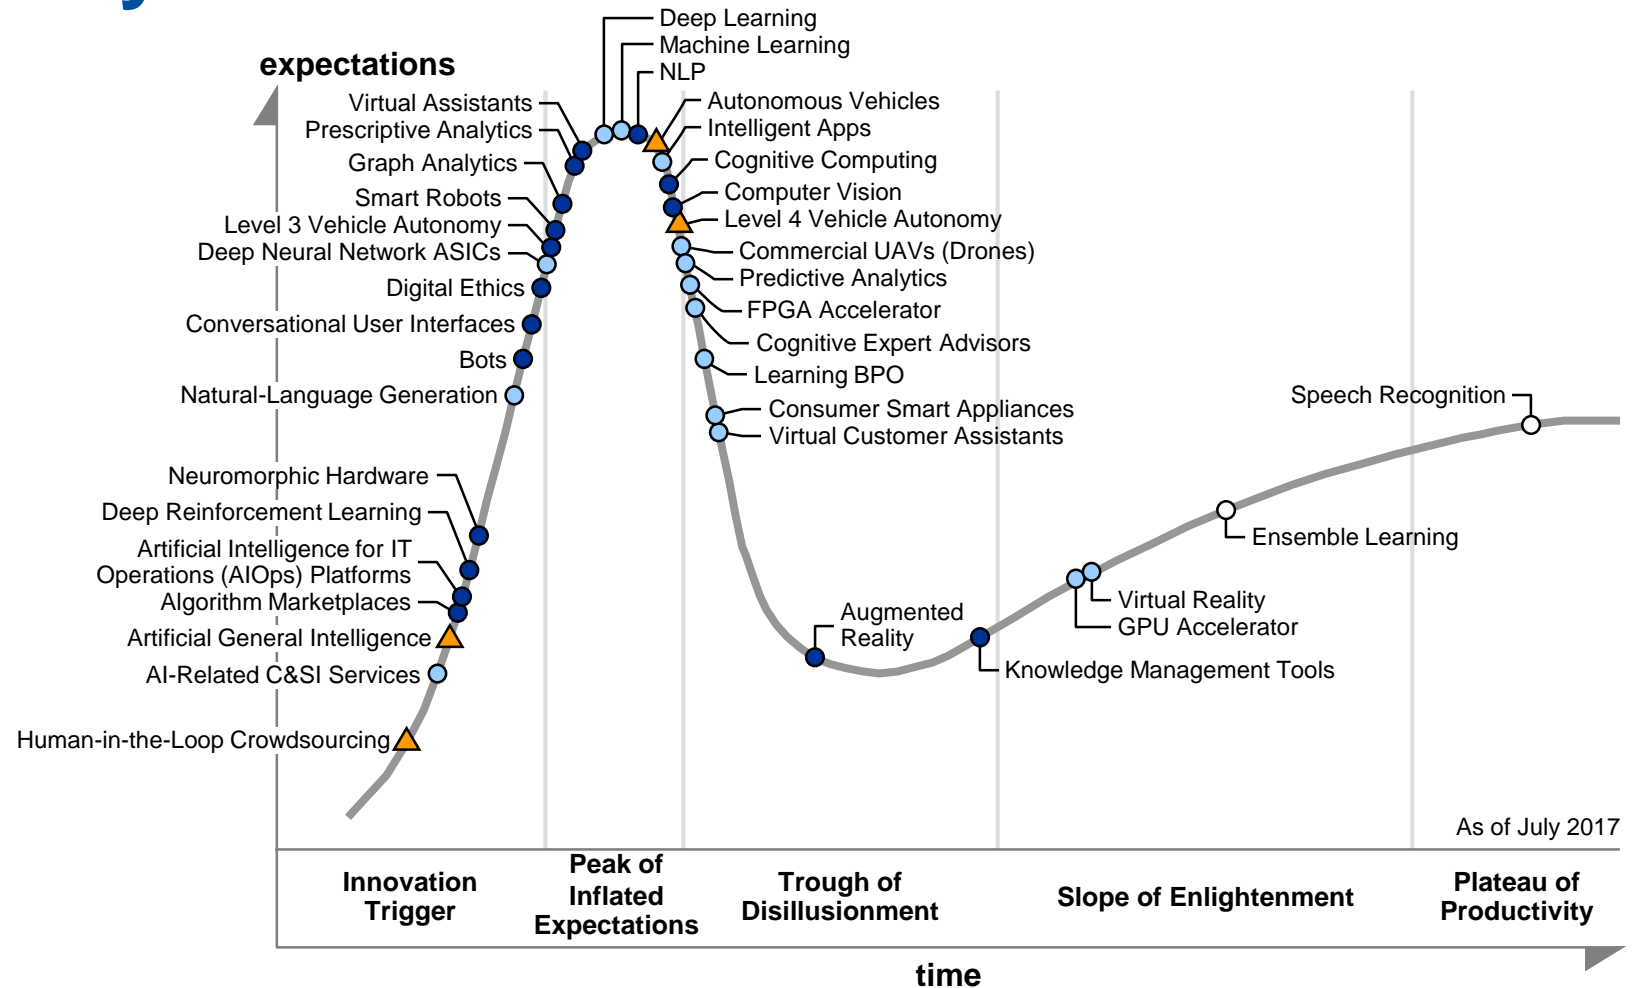 Deep Learning
Machine Learning
NLP
expectations
Virtual Assistants
Prescriptive Analytics
Graph Analytics
Smart Robots
Level 3 Vehicle Autonomy
Deep Neural Network ASICs
Digital Ethics
Conversational User Interfaces
Bots
Natural-Language Generation
Neuromorphic Hardware
Deep Reinforcement Learning
Artificial Intelligence for IT
Operations (AIOps) Platforms
Algorithm Marketplaces
Artificial General Intelligence
AI-Related C&SI Services
Human-in-the-Loop Crowdsourcing
Autonomous Vehicles
Intelligent Apps
Cognitive Computing
Computer Vision
Level 4 Vehicle Autonomy
Commercial UAVs (Drones)
Predictive Analytics
FPGA Accelerator
Cognitive Expert Advisors
Learning BPO
Consumer Smart Appliances
Virtual Customer Assistants
Augmented
Reality
Knowledge Management Tools
Virtual Reality
GPU Accelerator
Ensemble Learning
Speech Recognition
As of July 2017
Innovation
Trigger
Peak of
Inflated
Expectations
Trough of
Disillusionment
Slope of Enlightenment
Plateau of
Productivity
time